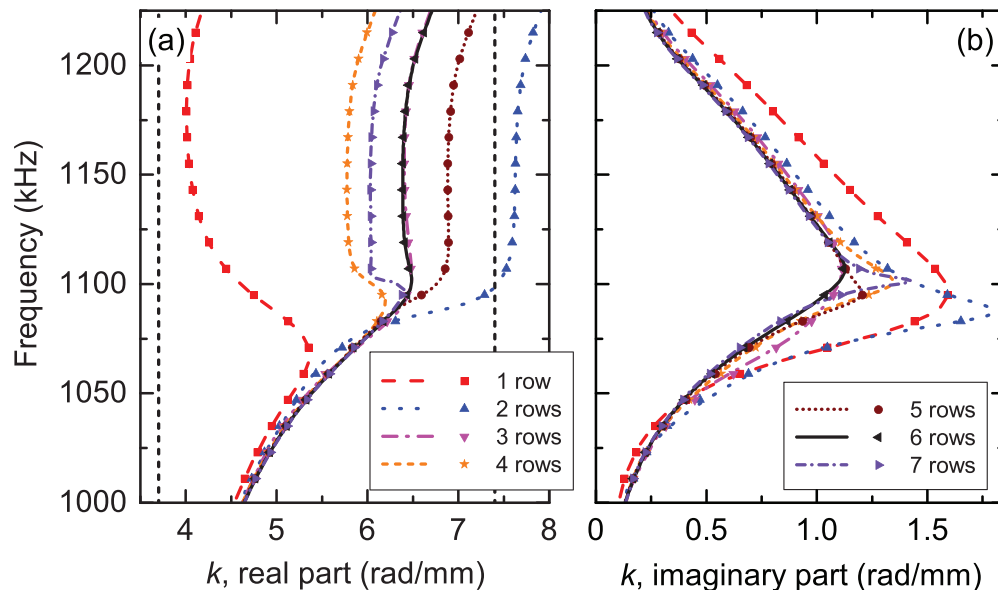 (a)
(b)
Frequency (kHz)
1200
1150
1100
1050
1000
4 5 6 7 8
k, real part (rad/mm)
1 row
2 rows
3 rows
4 rows
0 0.5 1.0 1.5
k, imaginary part (rad/mm)
5 rows
6 rows
7 rows